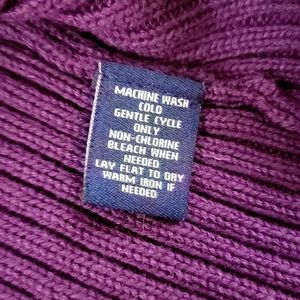 MACHINE WASH
COLD
GENTLE CYCLE
ONLY
NON-CHLORINE
BLEACH WHEN
NEEDED
LAY FLAT TO DRY
WARM IRON IF
NEEDED